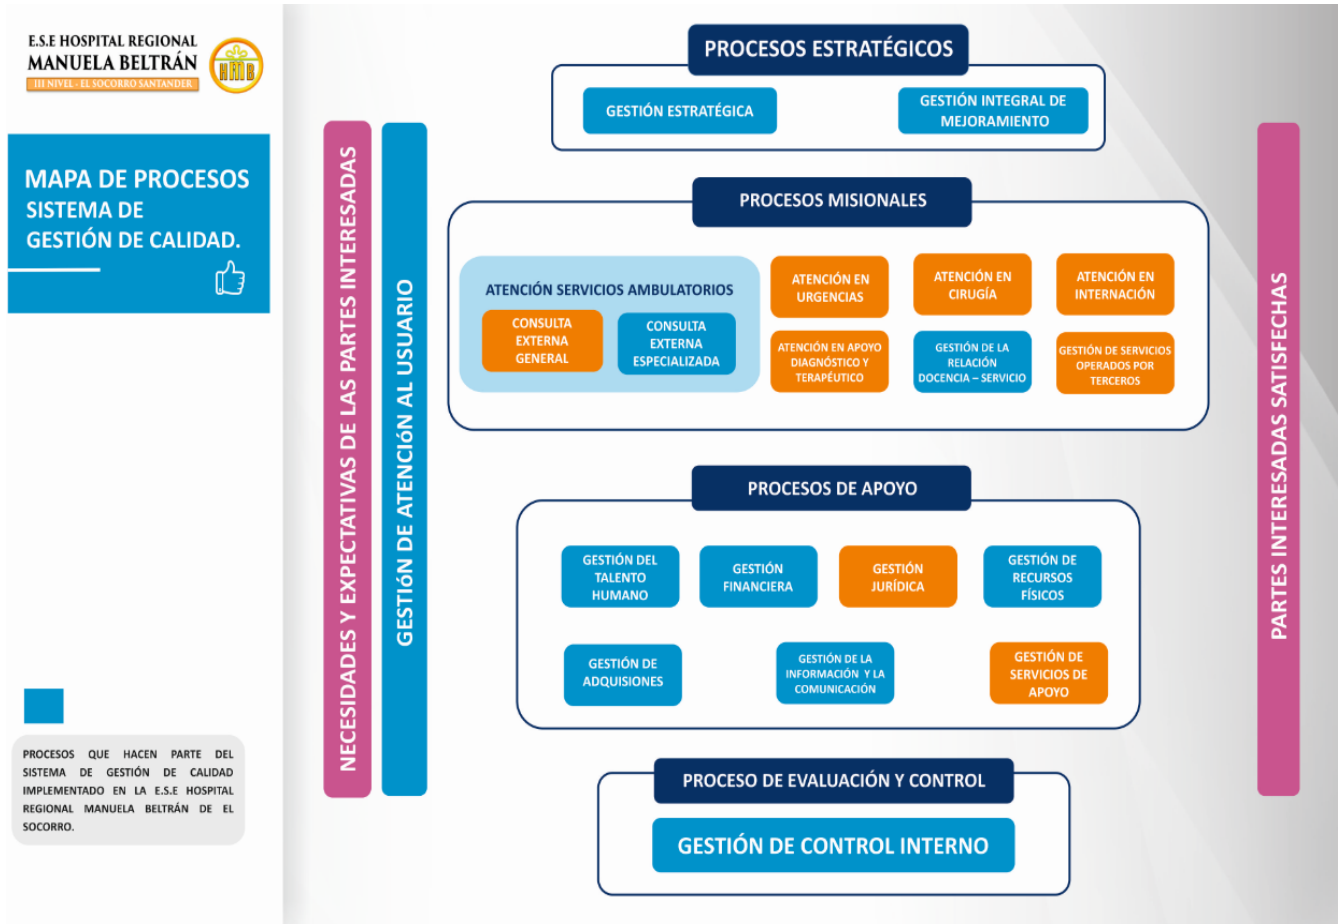 E.S.E HOSPITAL REGIONAL
MANUELA BELTRÁN
III NIVEL - EL SOCORRO SANTANDER
HRMB
MAPA DE PROCESOS
SISTEMA DE
GESTIÓN DE CALIDAD.
PROCESOS QUE HACEN PARTE DEL
SISTEMA DE GESTIÓN DE CALIDAD
IMPLEMENTADO EN LA E.S.E HOSPITAL
REGIONAL MANUELA BELTRÁN DE EL
SOCORRO.
NECESIDADES Y EXPECTATIVAS DE LAS PARTES INTERESADAS
GESTIÓN DE ATENCIÓN AL USUARIO
PROCESOS ESTRATÉGICOS
GESTIÓN ESTRATÉGICA
GESTIÓN INTEGRAL DE
MEJORAMIENTO
PROCESOS MISIONALES
ATENCIÓN SERVICIOS AMBULATORIOS
CONSULTA
EXTERNA
GENERAL
CONSULTA
EXTERNA
ESPECIALIZADA
ATENCIÓN EN
URGENCIAS
ATENCIÓN EN
CIRUGÍA
ATENCIÓN EN
INTERNACIÓN
ATENCIÓN EN APOYO
DIAGNÓSTICO Y
TERAPÉUTICO
GESTIÓN DE LA
RELACIÓN
DOCENCIA – SERVICIO
GESTIÓN DE SERVICIOS
OPERADOS POR
TERCEROS
PROCESOS DE APOYO
GESTIÓN DEL
TALENTO
HUMANO
GESTIÓN
FINANCIERA
GESTIÓN
JURÍDICA
GESTIÓN DE
RECURSOS
FÍSICOS
GESTIÓN DE
ADQUISIONES
GESTIÓN DE LA
INFORMACIÓN Y LA
COMUNICACIÓN
GESTIÓN DE
SERVICIOS DE
APOYO
PROCESO DE EVALUACIÓN Y CONTROL
GESTIÓN DE CONTROL INTERNO
PARTES INTERESADAS SATISFECHAS